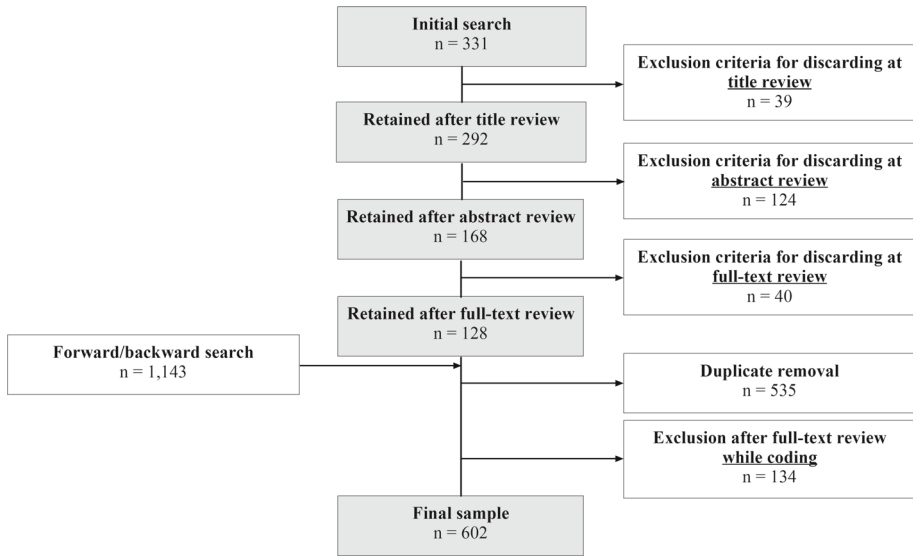 Initial search
n = 331
Exclusion criteria for discarding at
title review
n = 39
Retained after title review
n = 292
Exclusion criteria for discarding at
abstract review
n = 124
Retained after abstract review
n = 168
Exclusion criteria for discarding at
full-text review
n = 40
Retained after full-text review
n = 128
Forward/backward search
n = 1,143
Duplicate removal
n = 535
Exclusion after full-text review
while coding
n = 134
Final sample
n = 602